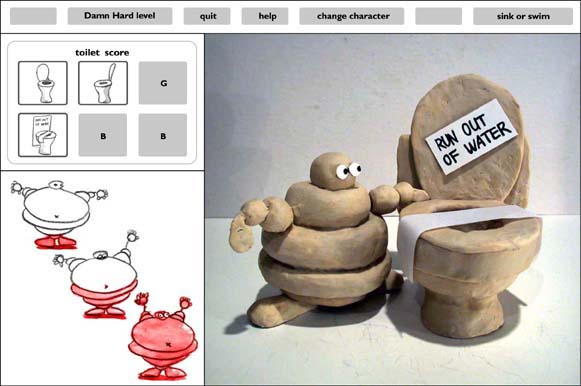 Damn Hard level
quit
help
change character
sink or swim
toilet score
G
RUN OUT
OF WATER
B
B
RUN OUT
OF WATER